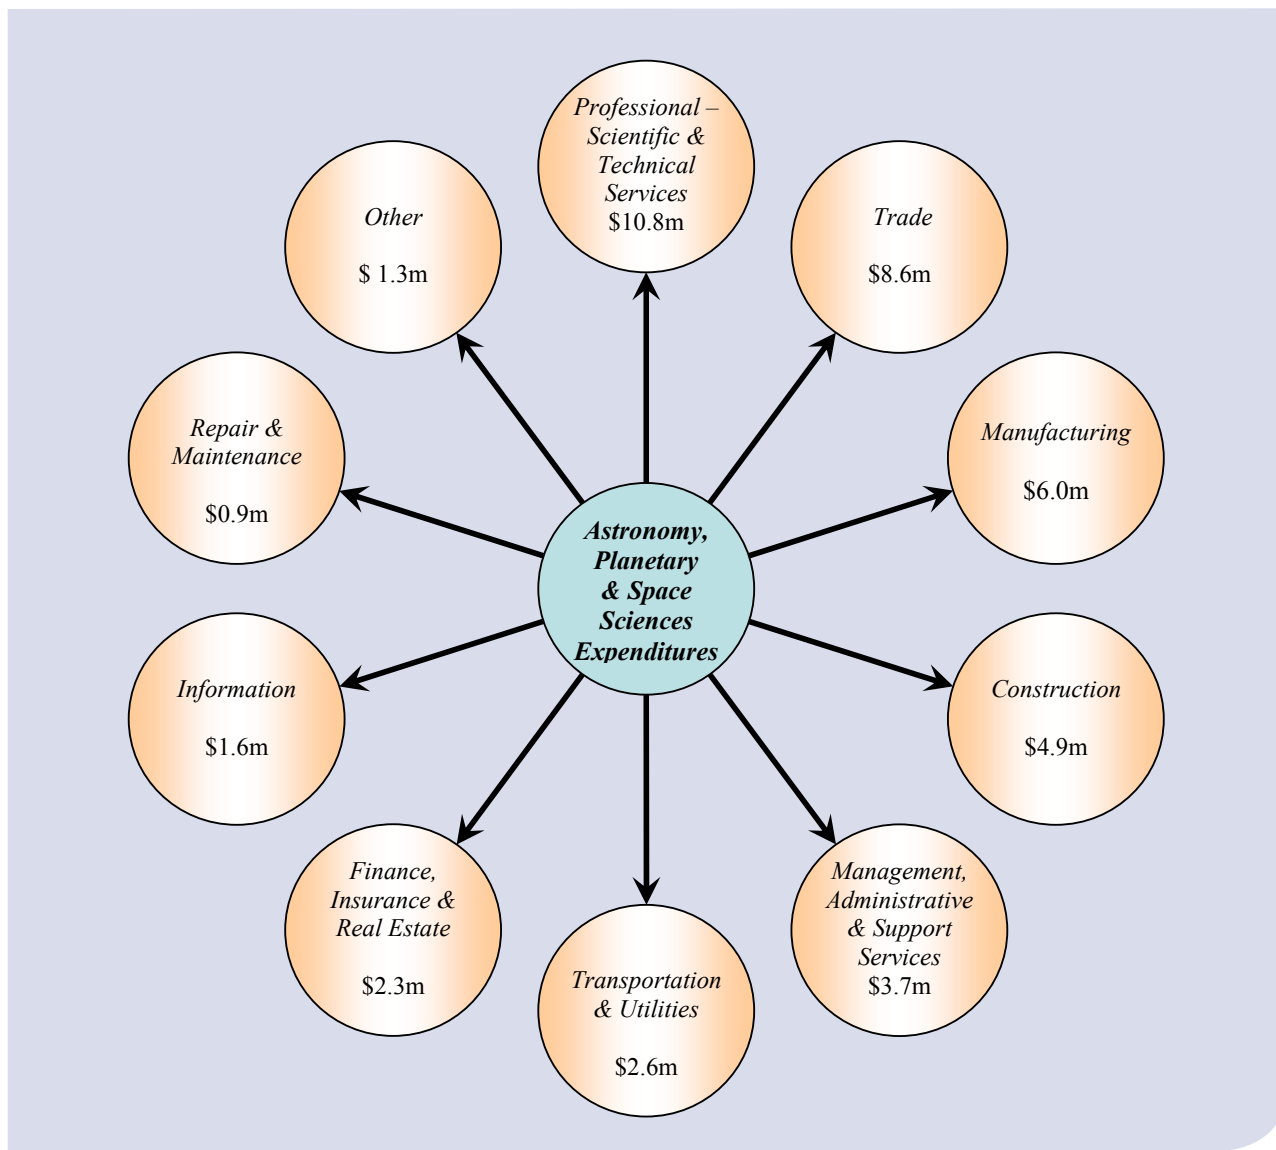 Professional –
Scientific &
Technical
Services
$10.8m
Other
$ 1.3m
Trade
$8.6m
Repair &
Maintenance
$0.9m
Manufacturing
$6.0m
Astronomy,
Planetary
& Space
Sciences
Expenditures
Information
$1.6m
Construction
$4.9m
Finance,
Insurance &
Real Estate
$2.3m
Management,
Administrative
& Support
Services
$3.7m
Transportation
& Utilities
$2.6m